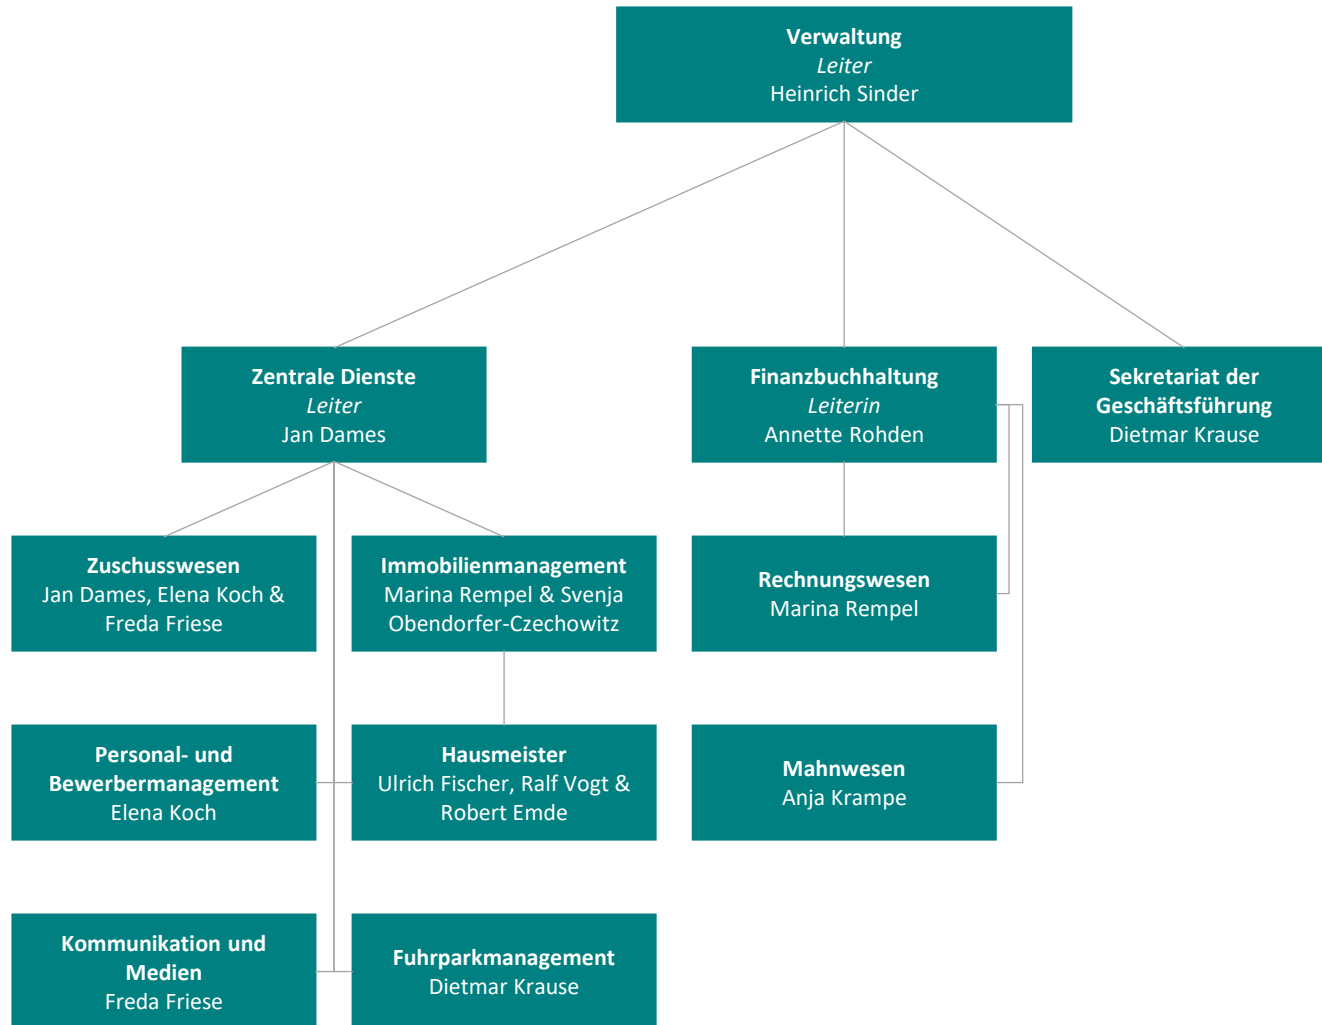 Verwaltung
Leiter
Heinrich Sinder
Zentrale Dienste
Leiter
Jan Dames
Finanzbuchhaltung
Leiterin
Annette Rohden
Sekretariat der
Geschäftsführung
Dietmar Krause
Zuschusswesen
Jan Dames, Elena Koch &
Freda Friese
Immobilienmanagement
Marina Rempel & Svenja
Obendorfer-Czechowitz
Rechnungswesen
Marina Rempel
Personal- und
Bewerbermanagement
Elena Koch
Hausmeister
Ulrich Fischer, Ralf Vogt &
Robert Emde
Mahnwesen
Anja Krampe
Kommunikation und
Medien
Freda Friese
Fuhrparkmanagement
Dietmar Krause